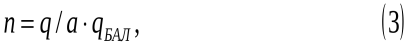 n = q / a · q_БАЛ , (3)